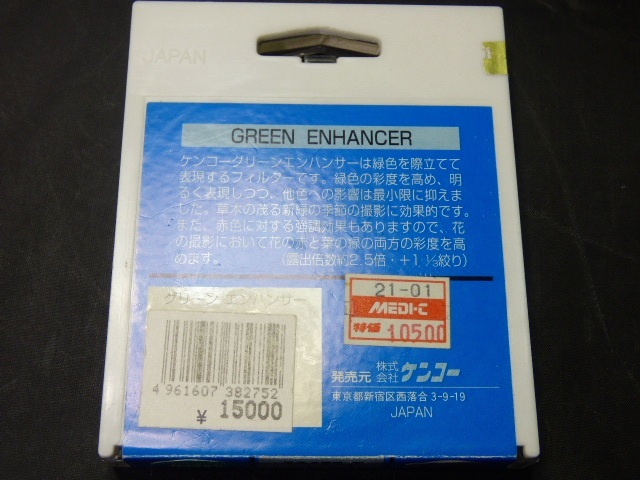 JAPAN
GREEN ENHANCER
ケンコーグリーンエンハンサーは緑色を際立てて
表現するフィルターです。緑色の彩度を高め、明
るく表現しつつ、他色への影響は最小限に抑えま
した。草木の茂る新緑の季節の撮影に効果的です。
また、赤色に対する強調効果もありますので、花
の撮影において花の赤と葉の緑の両方の彩度を高
めます。 (露出倍数約2.5倍・+1 ⅓絞り)
グリーン エンハンサー
4 961607 382752
¥ 15000
21-01
MEDI-C
特価 10500
発売元 株式会社 ケンコー
東京都新宿区西落合 3-9-19
JAPAN